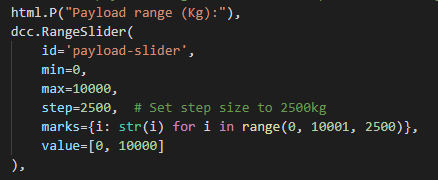 html.P("Payload range (Kg):"),
dcc.RangeSlider(
    id='payload-slider',
    min=0,
    max=10000,
    step=2500,  # Set step size to 2500kg
    marks={i: str(i) for i in range(0, 10001, 2500)},
    value=[0, 10000]
),